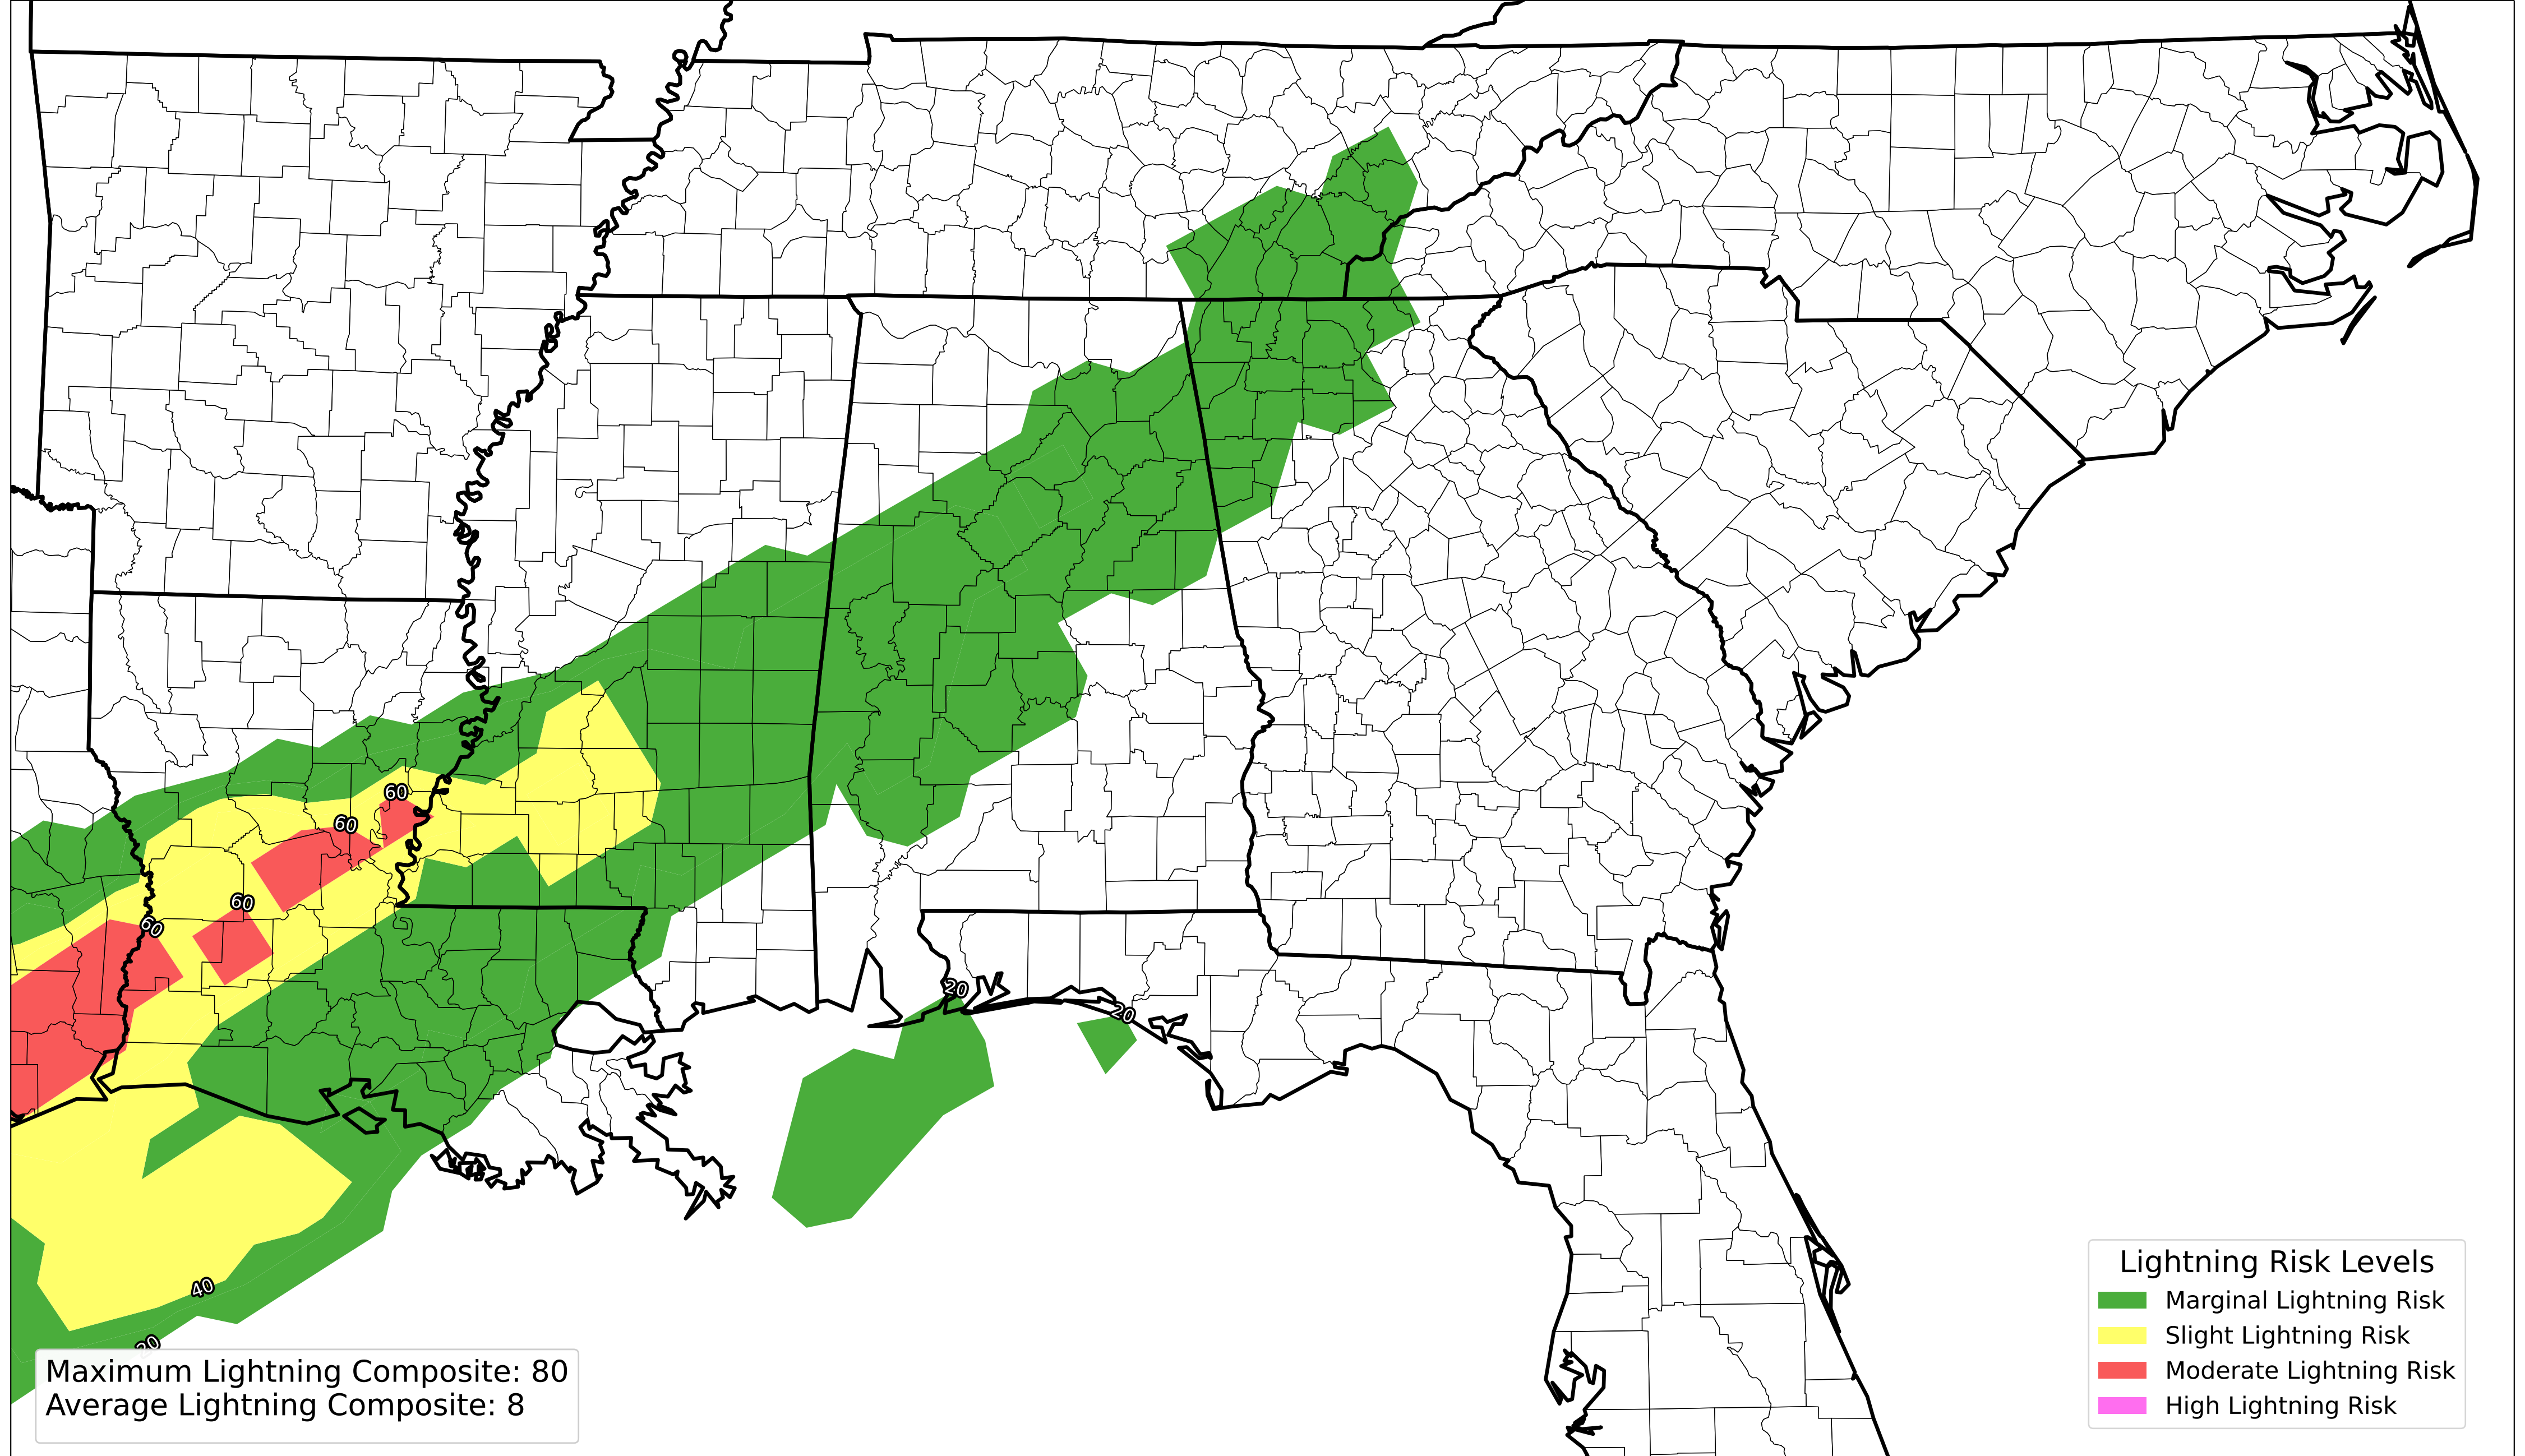 60
60
60
60
20
20
40
20
Maximum Lightning Composite: 80
Average Lightning Composite: 8
Lightning Risk Levels
Marginal Lightning Risk
Slight Lightning Risk
Moderate Lightning Risk
High Lightning Risk